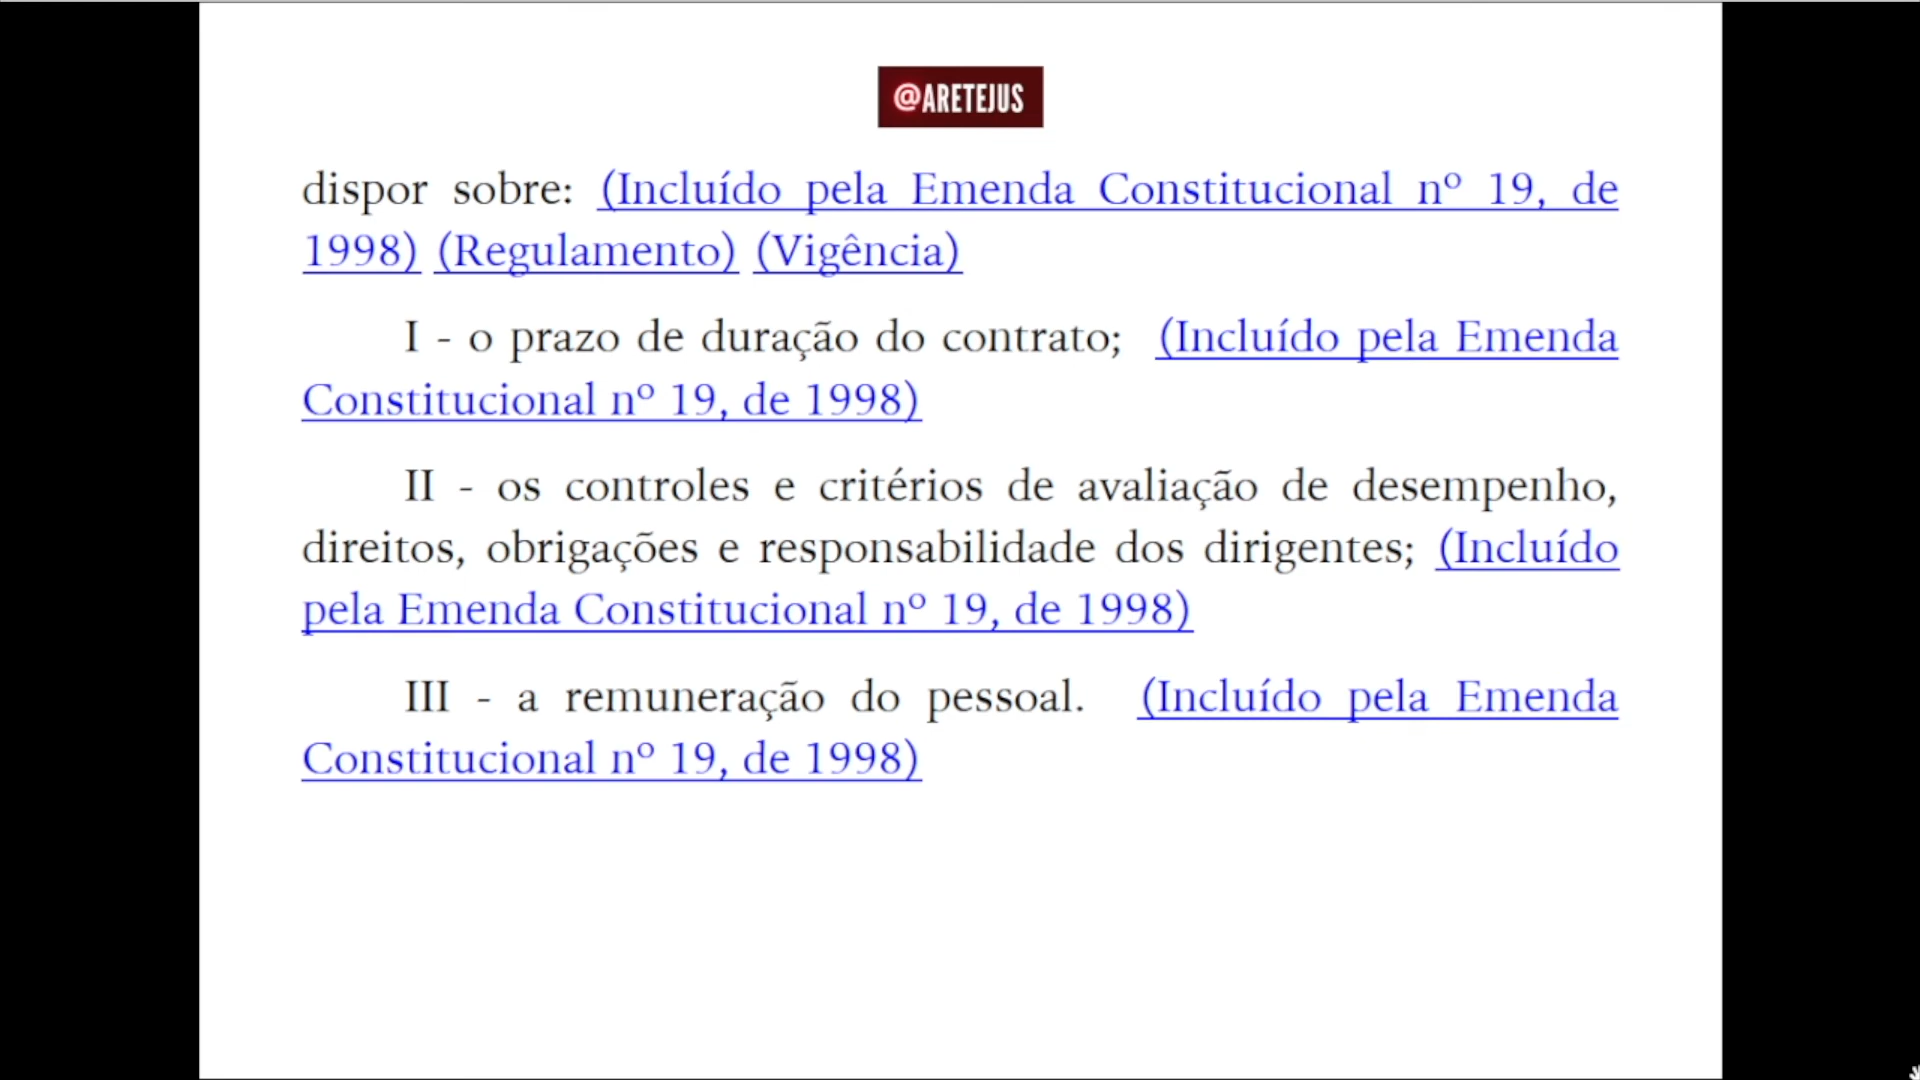 @ARETEJUS
dispor sobre: (Incluído pela Emenda Constitucional nº 19, de
1998) (Regulamento) (Vigência)
I - o prazo de duração do contrato; (Incluído pela Emenda
Constitucional nº 19, de 1998)
II - os controles e critérios de avaliação de desempenho,
direitos, obrigações e responsabilidade dos dirigentes; (Incluído
pela Emenda Constitucional nº 19, de 1998)
III - a remuneração do pessoal. (Incluído pela Emenda
Constitucional nº 19, de 1998)